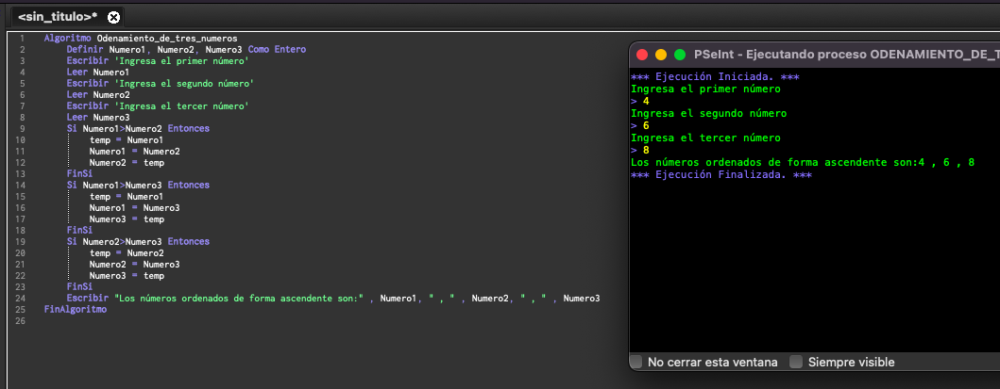 <sin_titulo>*
1 Algoritmo Odenamiento_de_tres_numeros
2 Definir Numero1, Numero2, Numero3 Como Entero
3 Escribir 'Ingresa el primer número'
4 Leer Numero1
5 Escribir 'Ingresa el segundo número'
6 Leer Numero2
7 Escribir 'Ingresa el tercer número'
8 Leer Numero3
9 Si Numero1>Numero2 Entonces
10 temp = Numero1
11 Numero1 = Numero2
12 Numero2 = temp
13 FinSi
14 Si Numero1>Numero3 Entonces
15 temp = Numero1
16 Numero1 = Numero3
17 Numero3 = temp
18 FinSi
19 Si Numero2>Numero3 Entonces
20 temp = Numero2
21 Numero2 = Numero3
22 Numero3 = temp
23 FinSi
24 Escribir "Los números ordenados de forma ascendente son:" , Numero1, " , " , Numero2, " , " , Numero3
25 FinAlgoritmo
26
PSeInt - Ejecutando proceso ODENAMIENTO_DE_T
*** Ejecución Iniciada. ***
Ingresa el primer número
> 4
Ingresa el segundo número
> 6
Ingresa el tercer número
> 8
Los números ordenados de forma ascendente son:4 , 6 , 8
*** Ejecución Finalizada. ***
No cerrar esta ventana Siempre visible